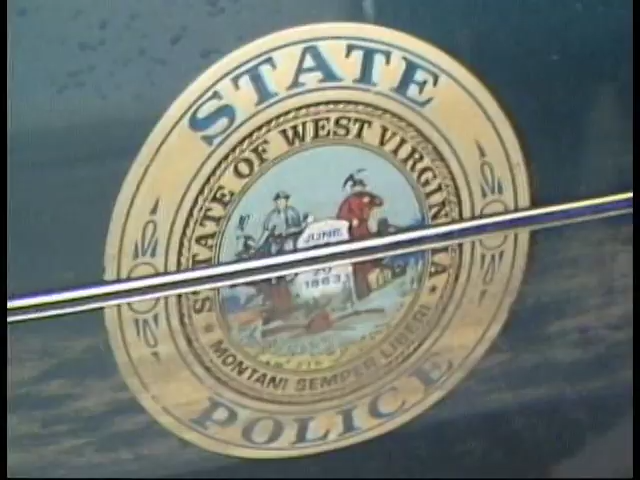 STATE
STATE OF WEST VIRGINIA
JUNE
20
1863
MONTANI SEMPER LIBERI
POLICE